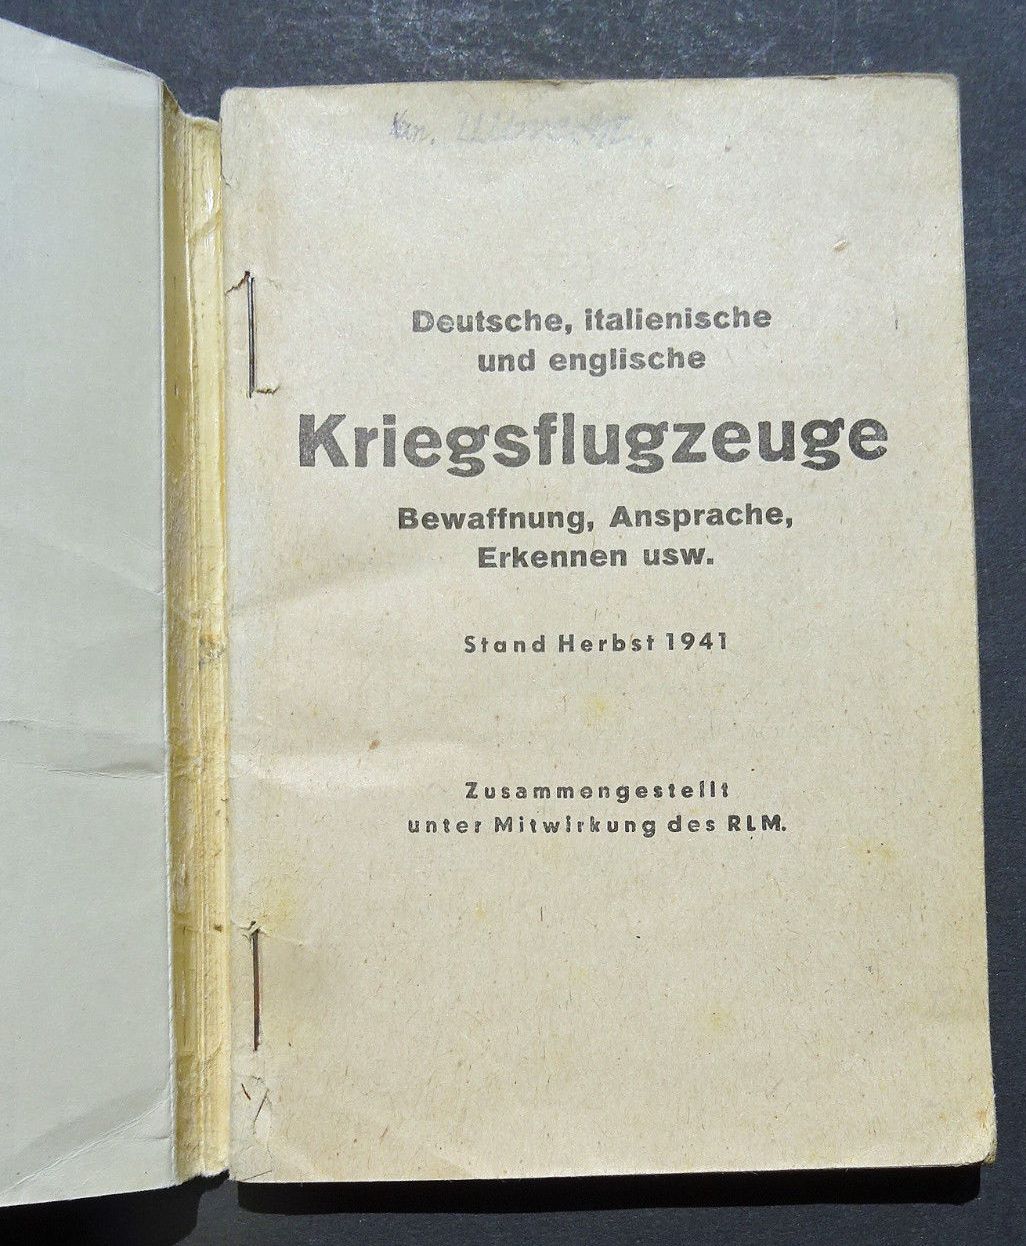 Deutsche, italienische
und englische
Kriegsflugzeuge
Bewaffnung, Ansprache,
Erkennen usw.
Stand Herbst 1941
Zusammengestellt
unter Mitwirkung des RLM.